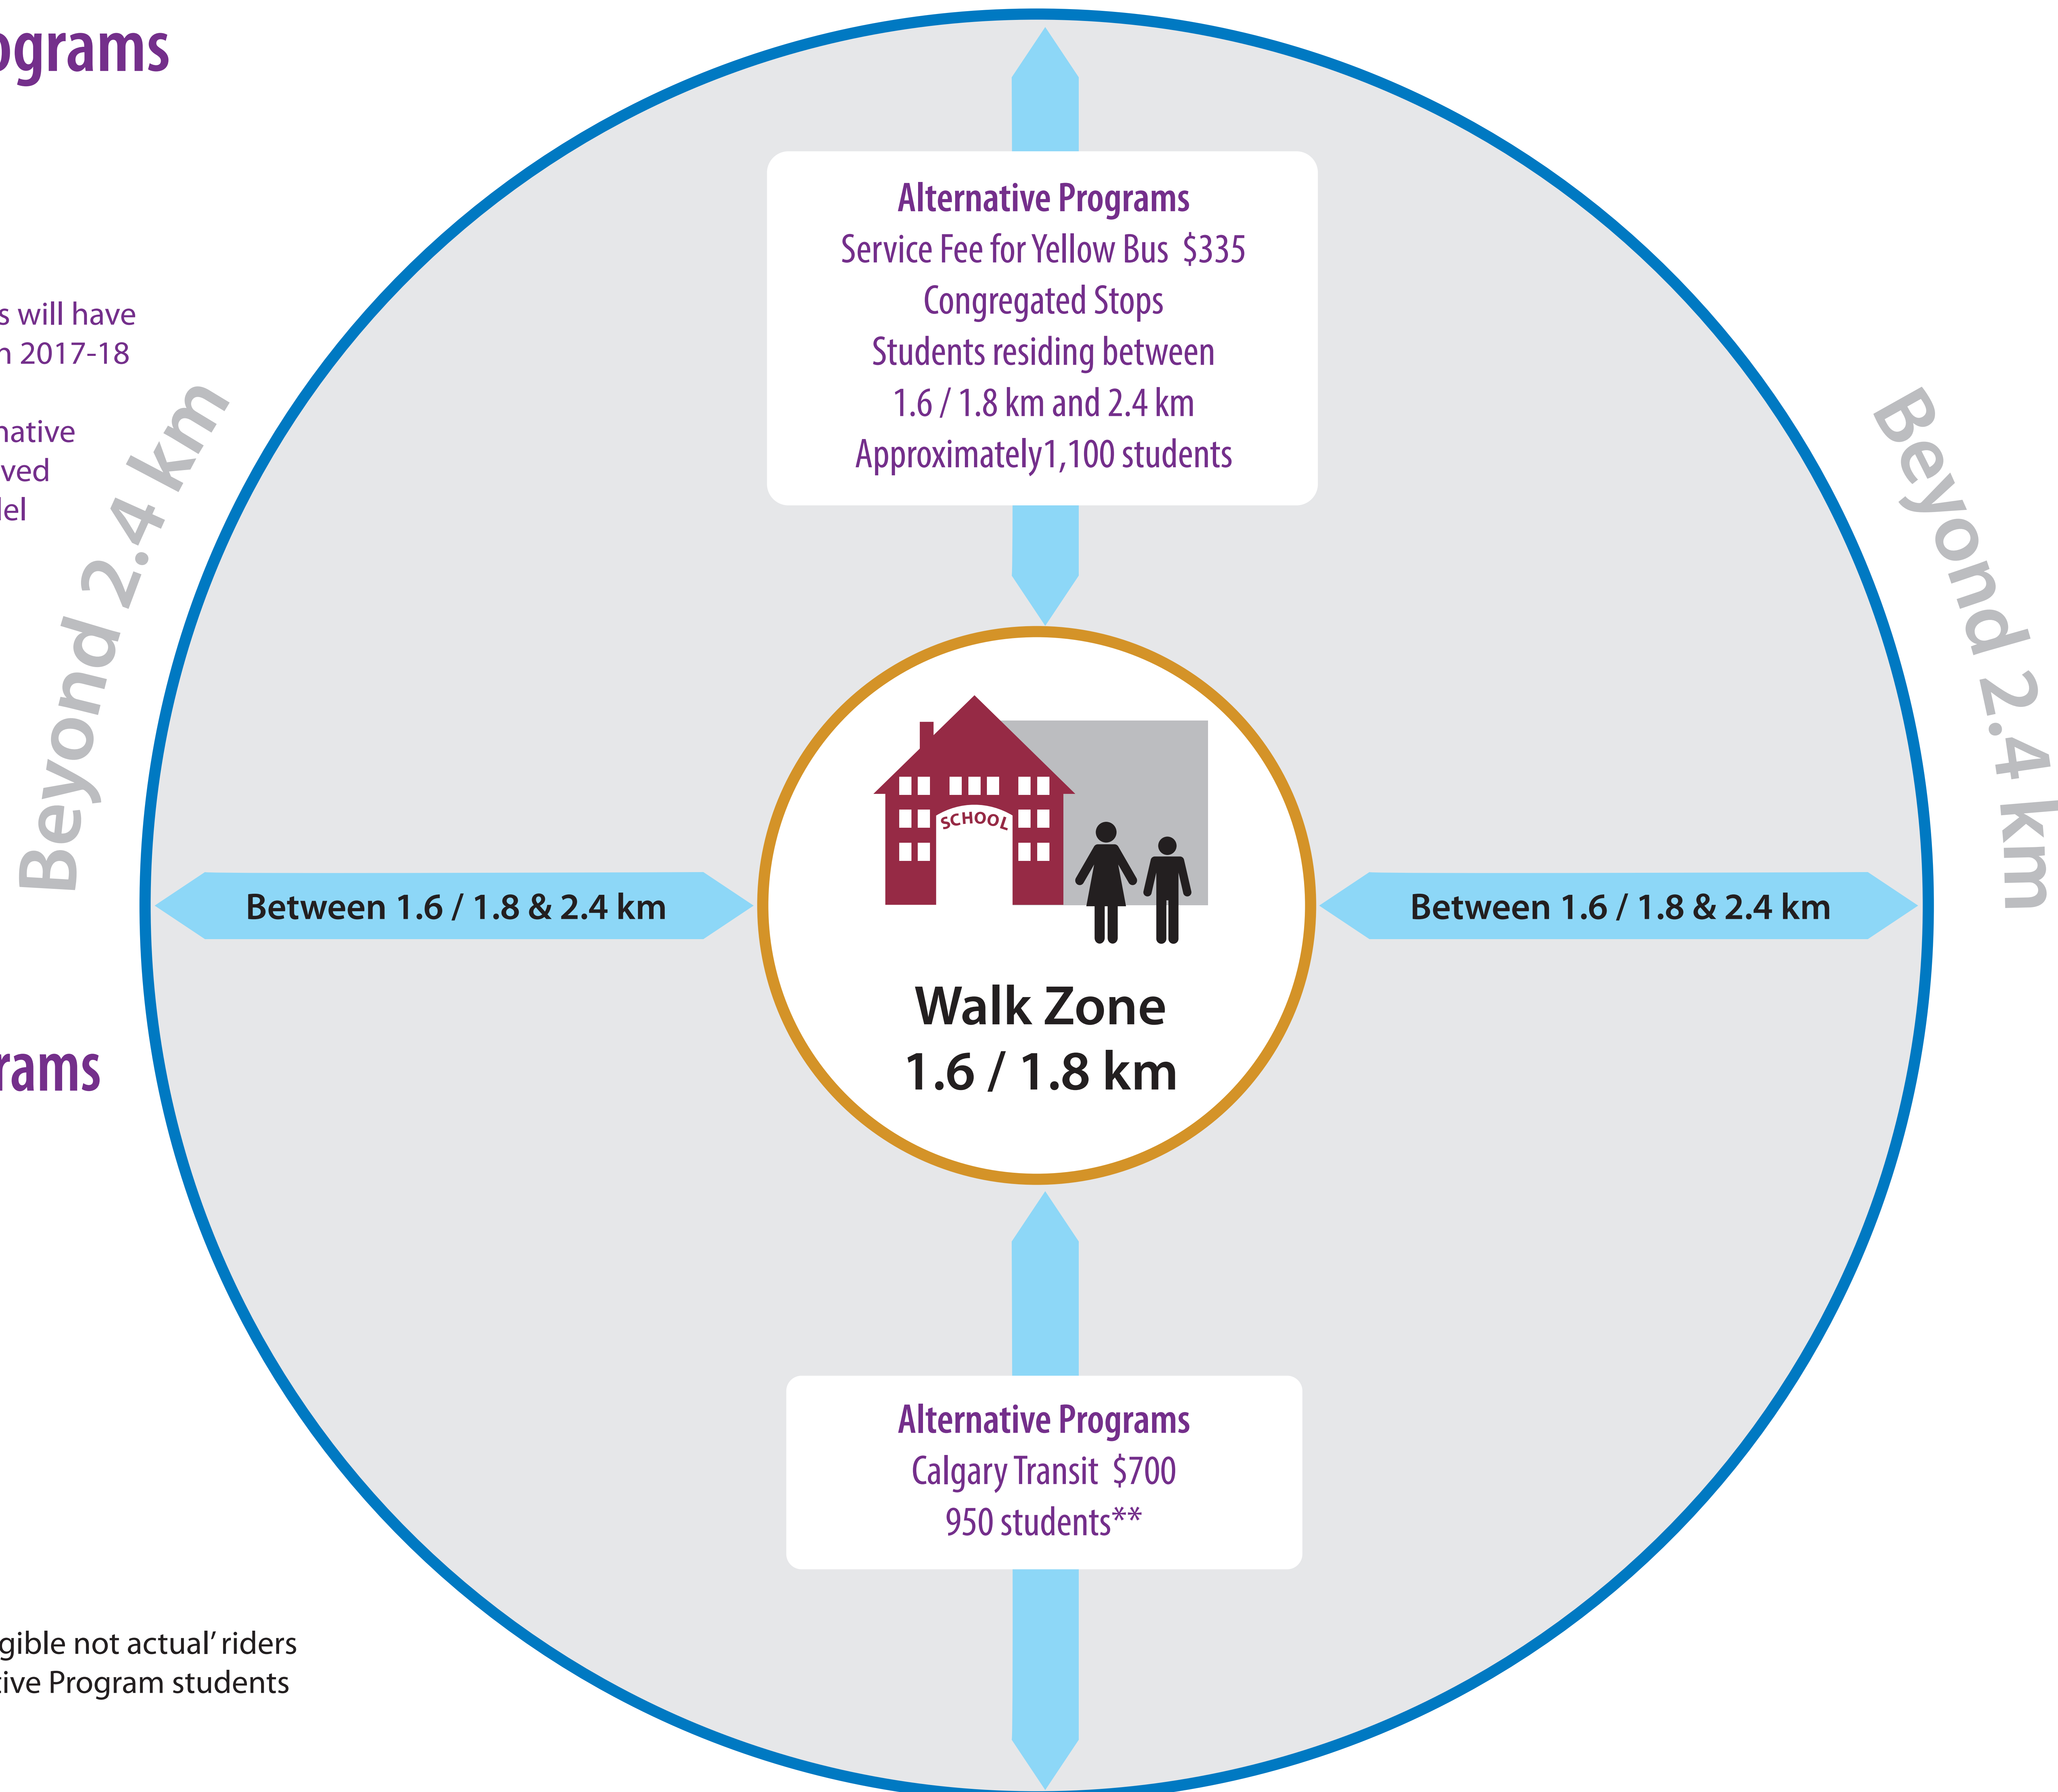 ograms
s will have
n 2017-18
native
ved
lel
Beyond 2.4 km
Alternative Programs
Service Fee for Yellow Bus $335
Congregated Stops
Students residing between
1.6 / 1.8 km and 2.4 km
Approximately1,100 students
Beyond 2.4 km
SCHOOL
Between 1.6 / 1.8 & 2.4 km
Between 1.6 / 1.8 & 2.4 km
Walk Zone
1.6 / 1.8 km
rams
Alternative Programs
Calgary Transit $700
950 students**
gible not actual’ riders
tive Program students